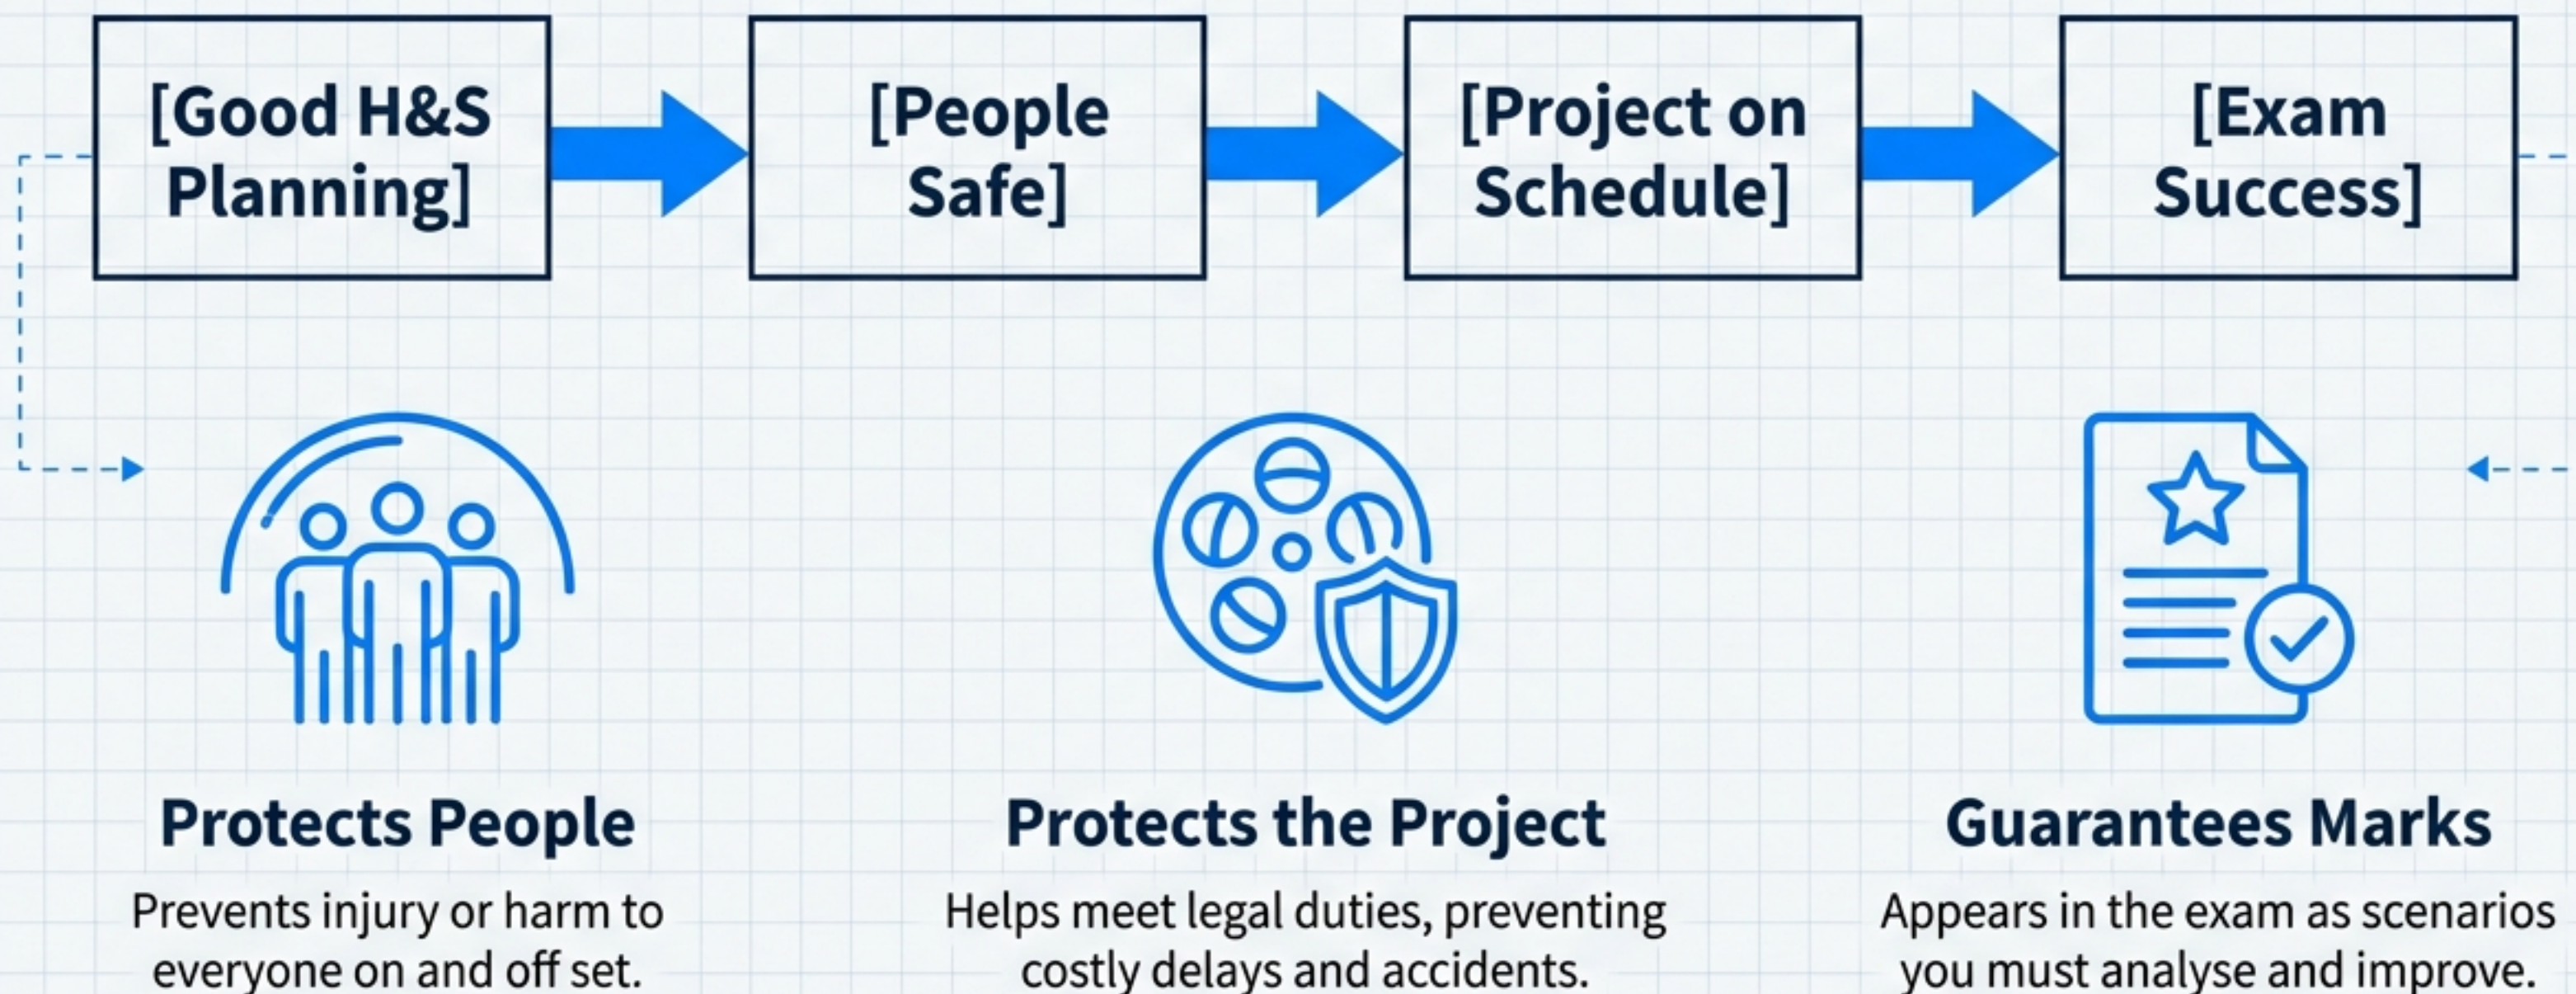 [Good H&S
Planning]
[People
Safe]
[Project on
Schedule]
[Exam
Success]
Protects People
Prevents injury or harm to
everyone on and off set.
Protects the Project
Helps meet legal duties, preventing
costly delays and accidents.
Guarantees Marks
Appears in the exam as scenarios
you must analyse and improve.